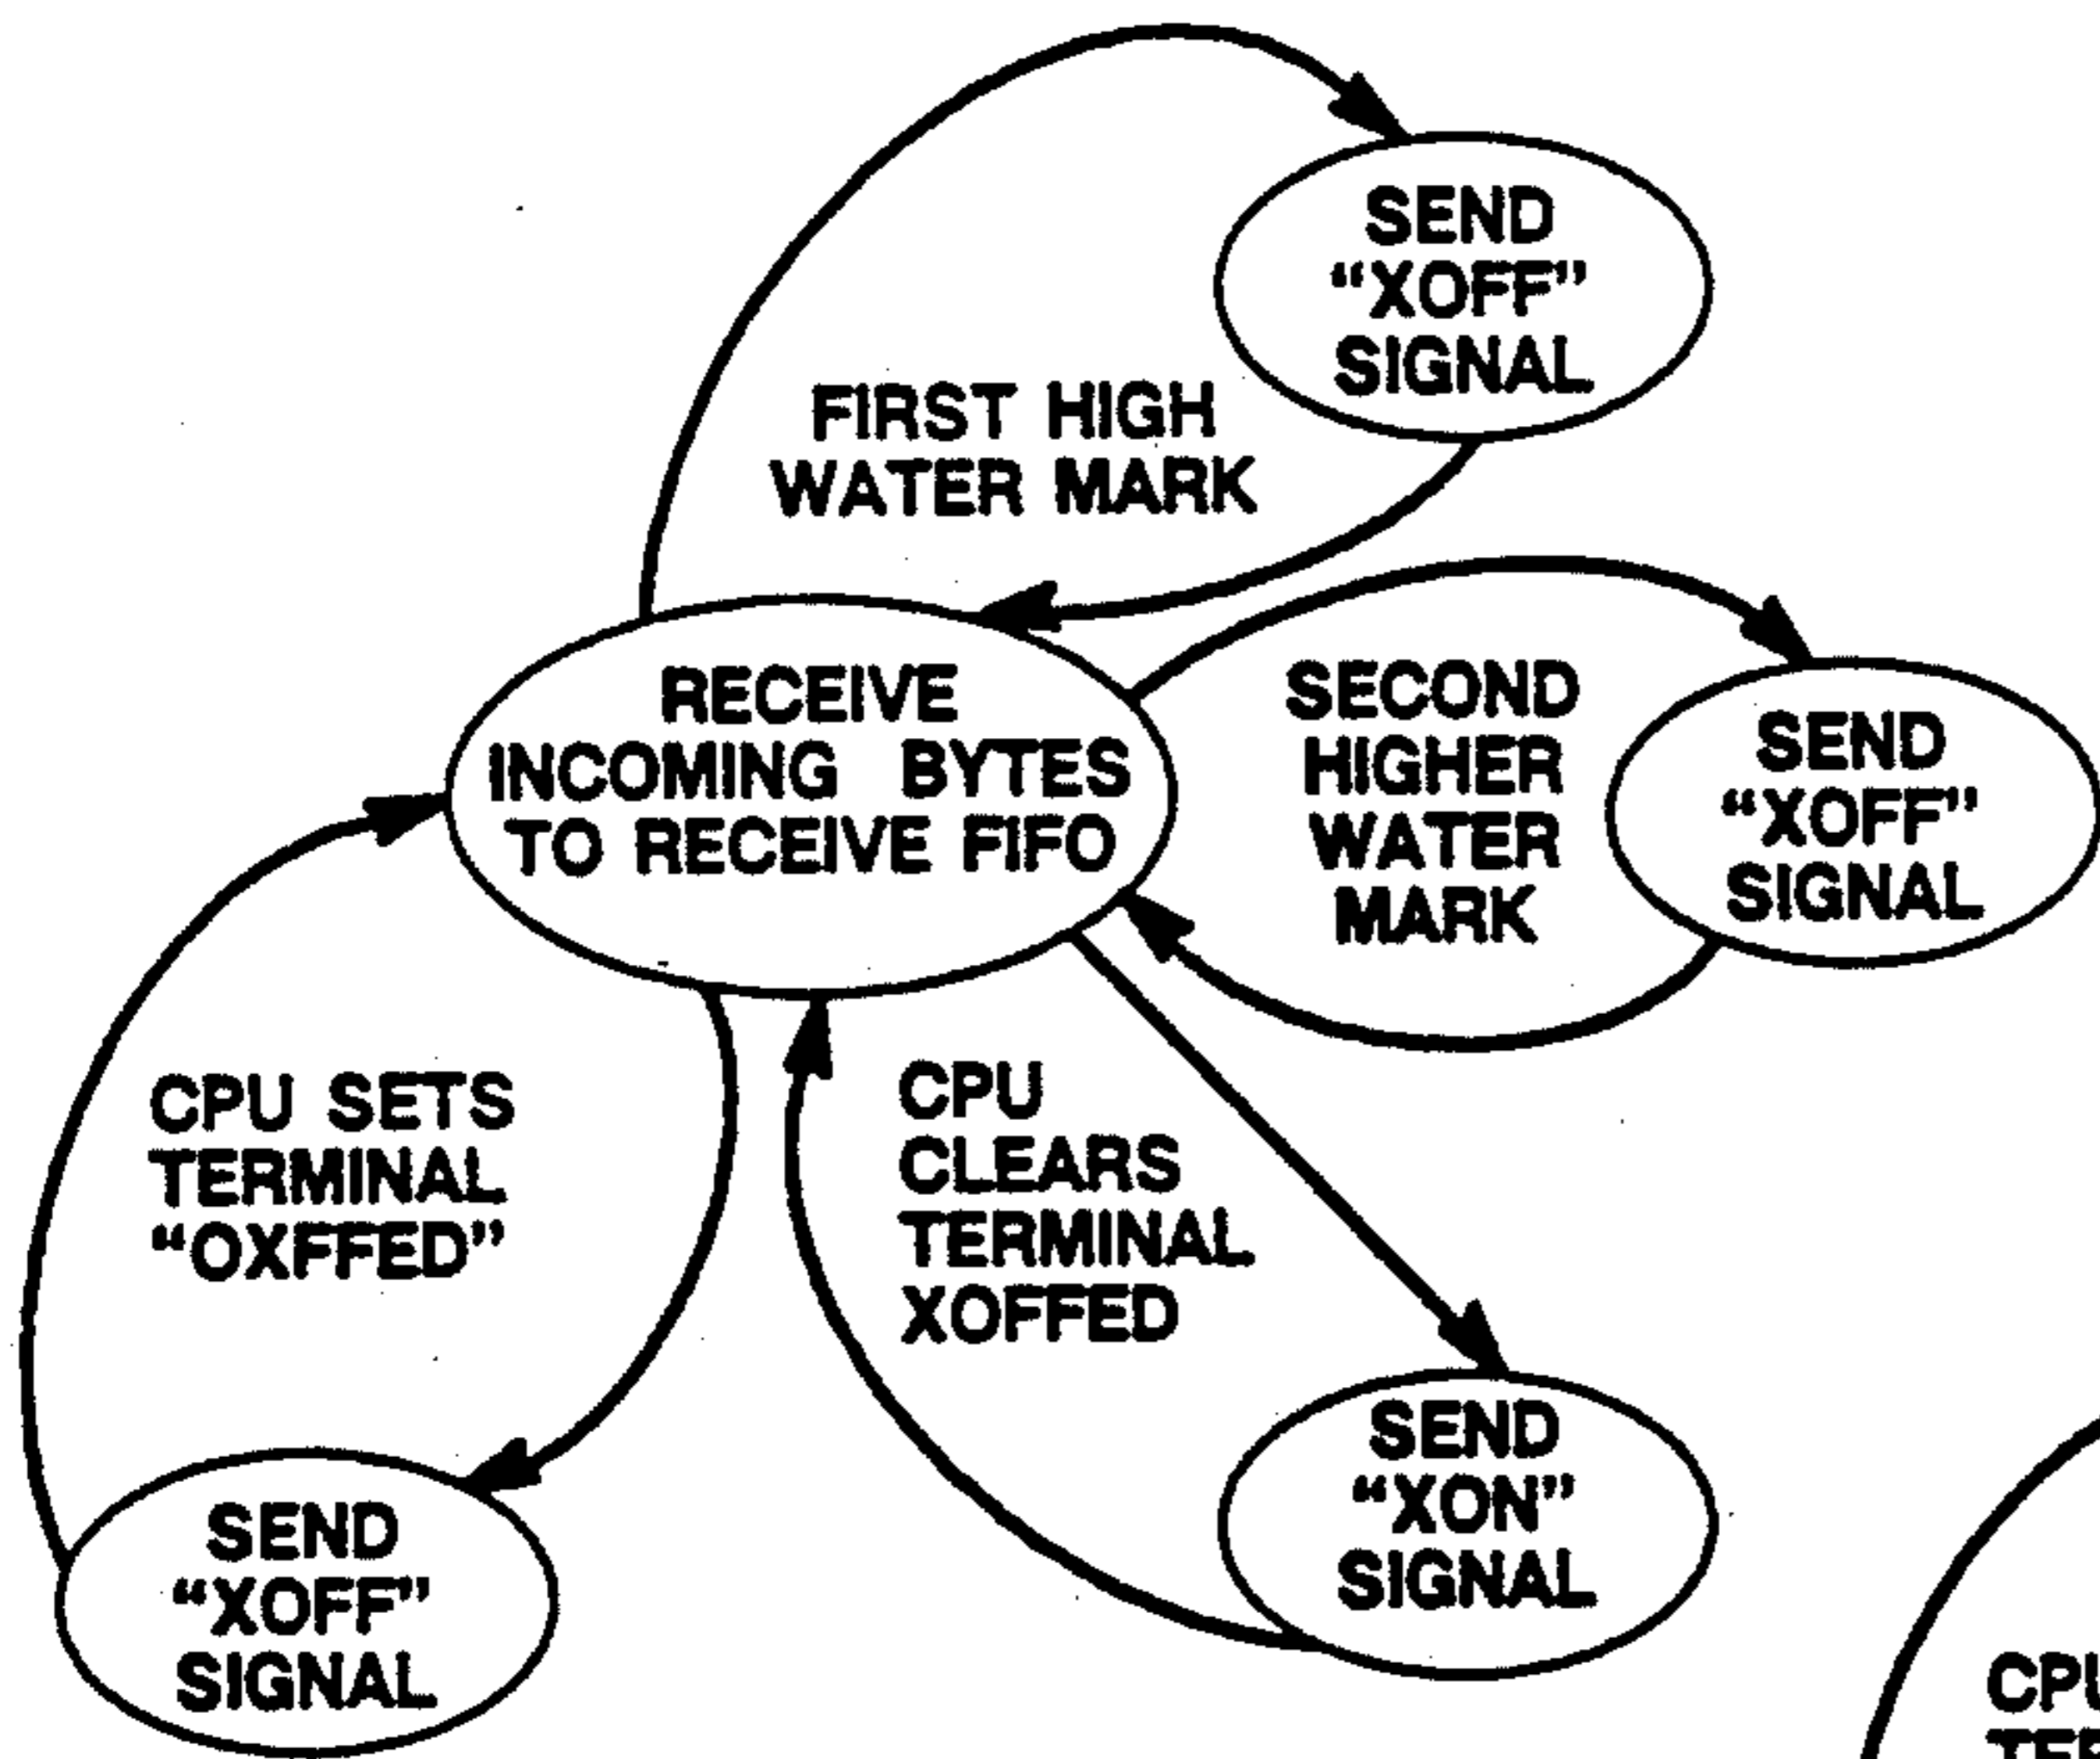 SEND
“XOFF”
SIGNAL
FIRST HIGH
WATER MARK
RECEIVE
INCOMING BYTES
TO RECEIVE FIFO
SECOND
HIGHER
WATER
MARK
SEND
“XOFF”
SIGNAL
CPU SETS
TERMINAL
“OXFFED”
CPU
CLEARS
TERMINAL
XOFFED
SEND
“XON”
SIGNAL
SEND
“XOFF”
SIGNAL